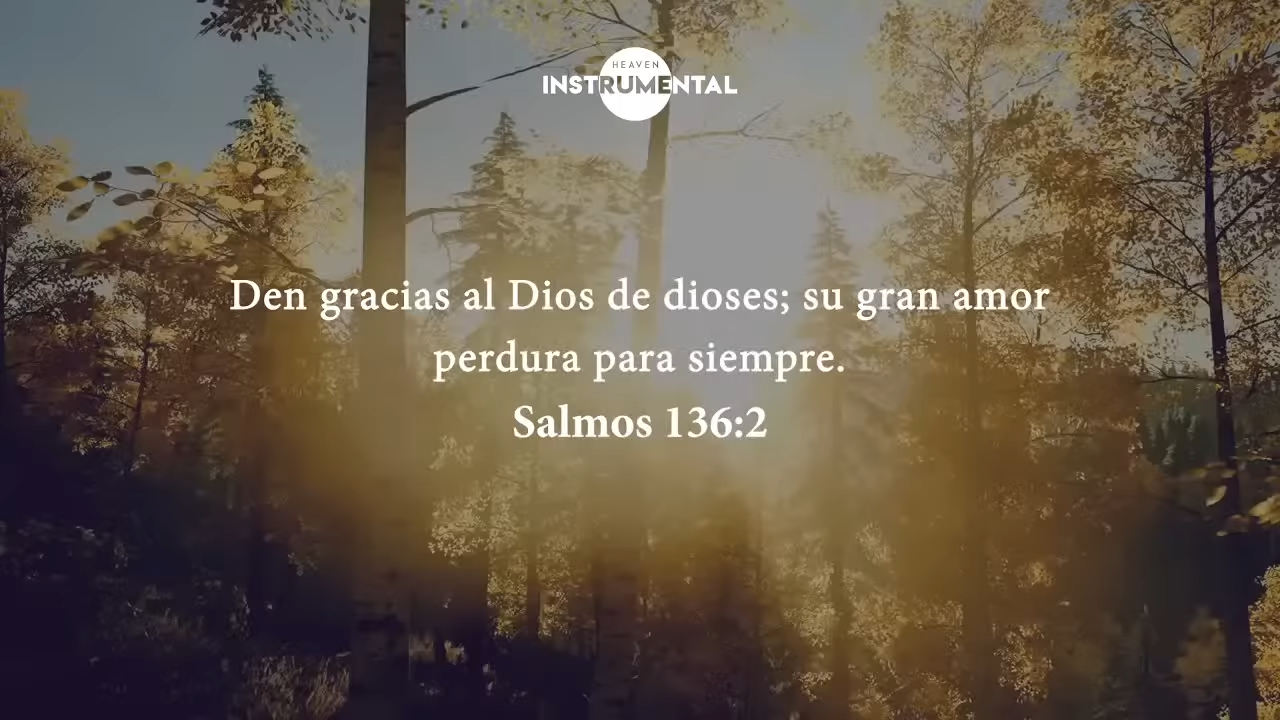 HEAVEN
INSTRUMENTAL
Den gracias al Dios de dioses; su gran amor
perdura para siempre.
Salmos 136:2